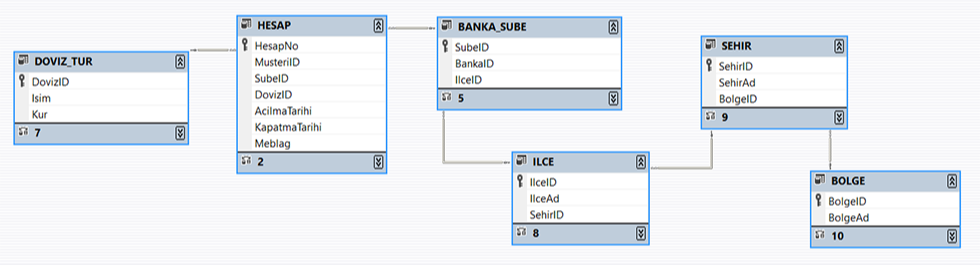 DOVIZ_TUR
DovizID
Isim
Kur
7
HESAP
HesapNo
MusteriID
SubeID
DovizID
AcilmaTarihi
KapatmaTarihi
Meblag
2
BANKA_SUBE
SubeID
BankaID
IlceID
5
ILCE
IlceID
IlceAd
SehirID
8
SEHIR
SehirID
SehirAd
BolgeID
9
BOLGE
BolgeID
BolgeAd
10